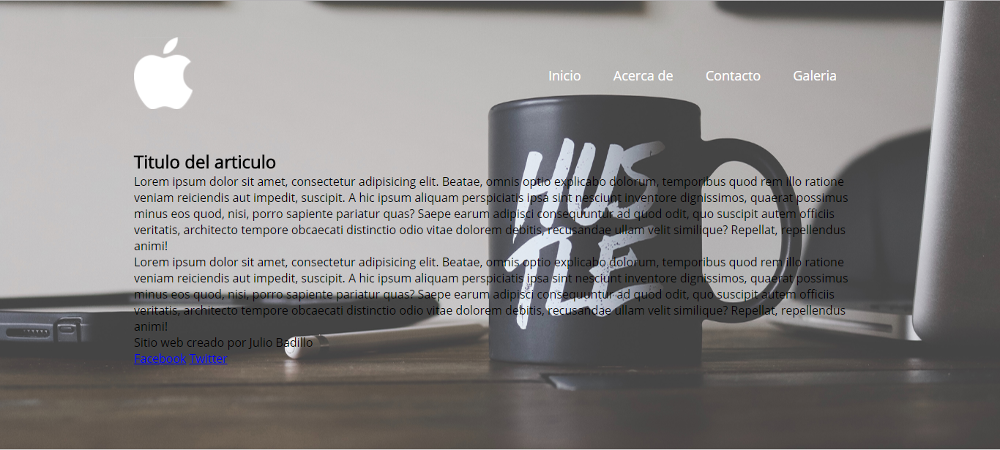 Inicio Acerca de Contacto Galeria
Titulo del articulo
Lorem ipsum dolor sit amet, consectetur adipisicing elit. Beatae, omnis optio explicabo dolorum, temporibus quod rem illo ratione
veniam reiciendis aut impedit, suscipit. A hic ipsum aliquam perspiciatis ipsa sint nesciunt inventore dignissimos, quaerat possimus
minus eos quod, nisi, porro sapiente pariatur quas? Saepe earum adipisci consequuntur ad quod odit, quo suscipit autem officiis
veritatis, architecto tempore obcaecati distinctio odio vitae dolorem debitis, recusandae ullam velit similique? Repellat, repellendus
animi!
Lorem ipsum dolor sit amet, consectetur adipisicing elit. Beatae, omnis optio explicabo dolorum, temporibus quod rem illo ratione
veniam reiciendis aut impedit, suscipit. A hic ipsum aliquam perspiciatis ipsa sint nesciunt inventore dignissimos, quaerat possimus
minus eos quod, nisi, porro sapiente pariatur quas? Saepe earum adipisci consequuntur ad quod odit, quo suscipit autem officiis
veritatis, architecto tempore obcaecati distinctio odio vitae dolorem debitis, recusandae ullam velit similique? Repellat, repellendus
animi!
Sitio web creado por Julio Badillo
Facebook Twitter
HUS
TLE